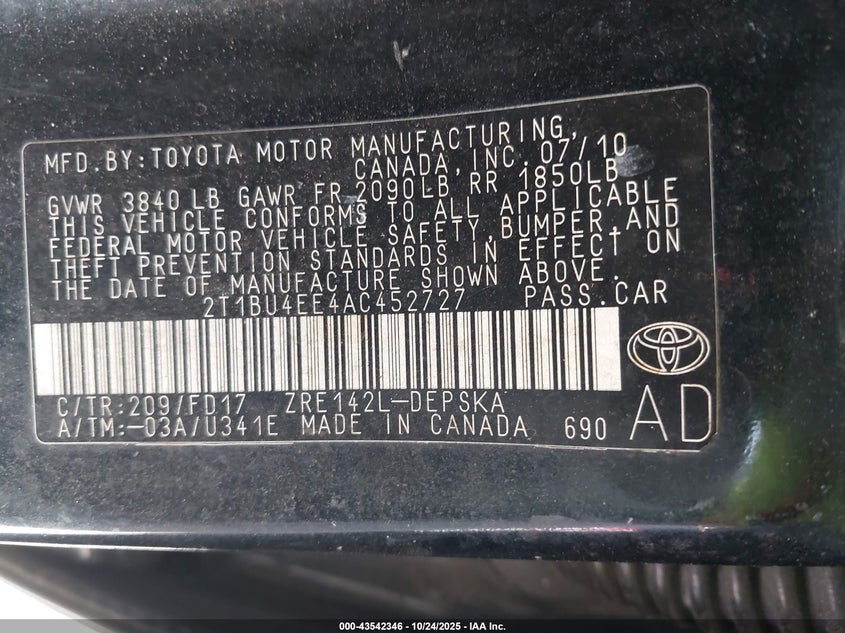 MFD.BY:TOYOTA MOTOR MANUFACTURING,
CANADA,INC. 07/10
GVWR 3840 LB GAWR FR 2090LB RR 1850LB
THIS VEHICLE CONFORMS TO ALL APPLICABLE
FEDERAL MOTOR VEHICLE SAFETY,BUMPER,AND
THEFT PREVENTION STANDARDS IN EFFECT ON
THE DATE OF MANUFACTURE SHOWN ABOVE.
2T1BU4EE4AC452727 PASS.CAR
C/TR:209/FD17 ZRE142L-DEPSKA
A/TM:-03A/U341E MADE IN CANADA 690
AD
000-43542346 - 10/24/2025 - IAA Inc.